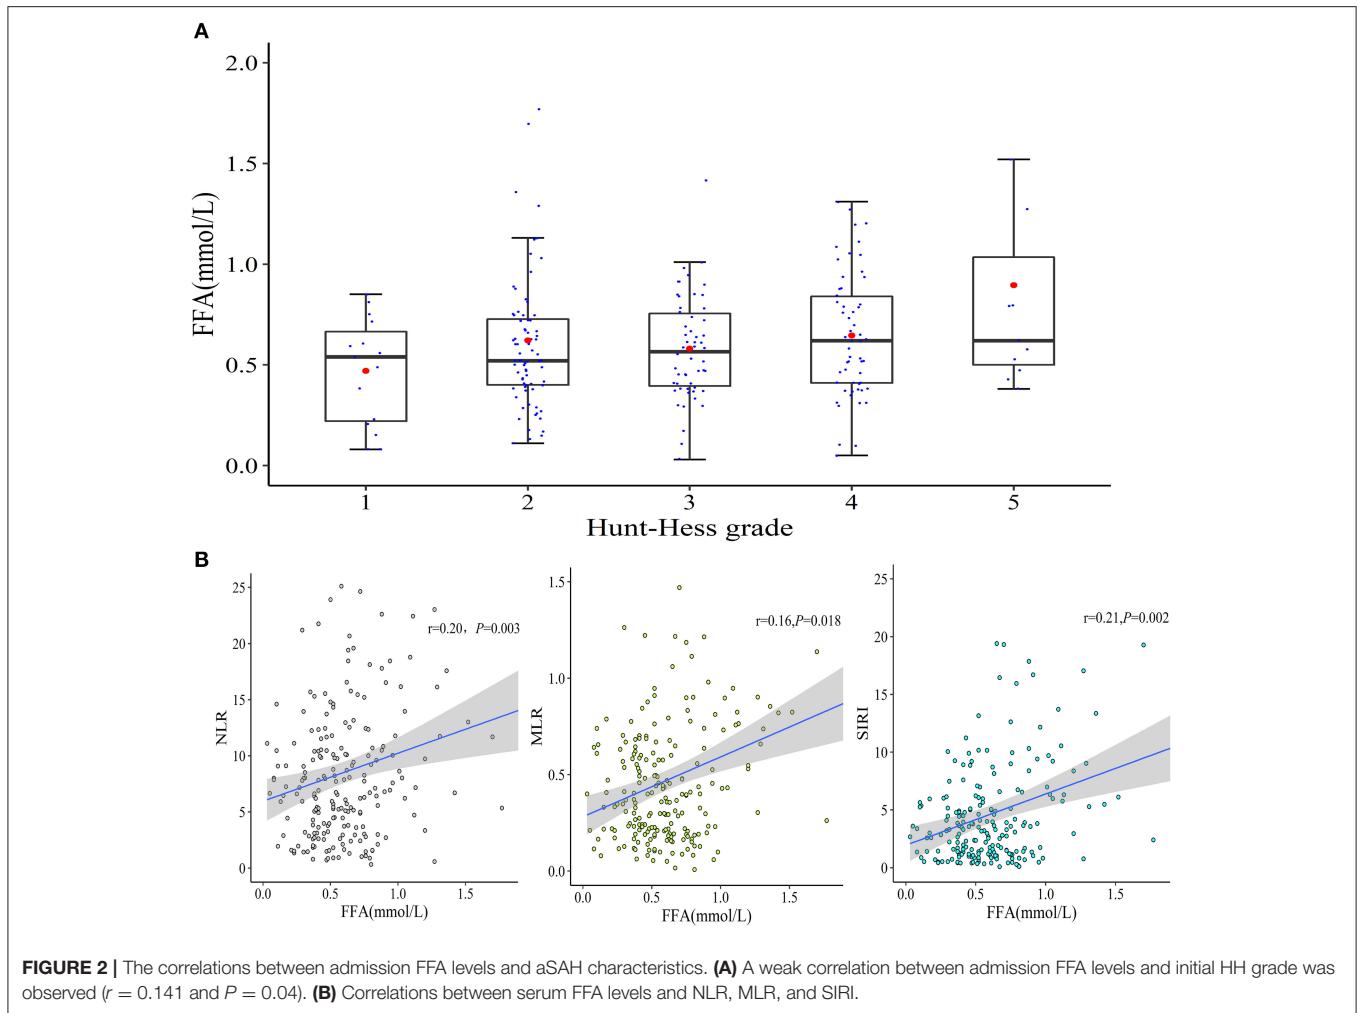 A
2.0
1.5
1.0
0.5
0.0
FFA(mmol/L)
1 2 3 4 5
Hunt-Hess grade
B
25
20
15
10
5
0
NLR
r=0.20, P=0.003
0.0 0.5 1.0 1.5
FFA(mmol/L)
1.5
1.0
0.5
0.0
MLR
r=0.16,P=0.018
0.0 0.5 1.0 1.5
FFA(mmol/L)
25
20
15
10
5
0
SIRI
r=0.21,P=0.002
0.0 0.5 1.0 1.5
FFA(mmol/L)
FIGURE 2 | The correlations between admission FFA levels and aSAH characteristics. (A) A weak correlation between admission FFA levels and initial HH grade was
observed (r = 0.141 and P = 0.04). (B) Correlations between serum FFA levels and NLR, MLR, and SIRI.